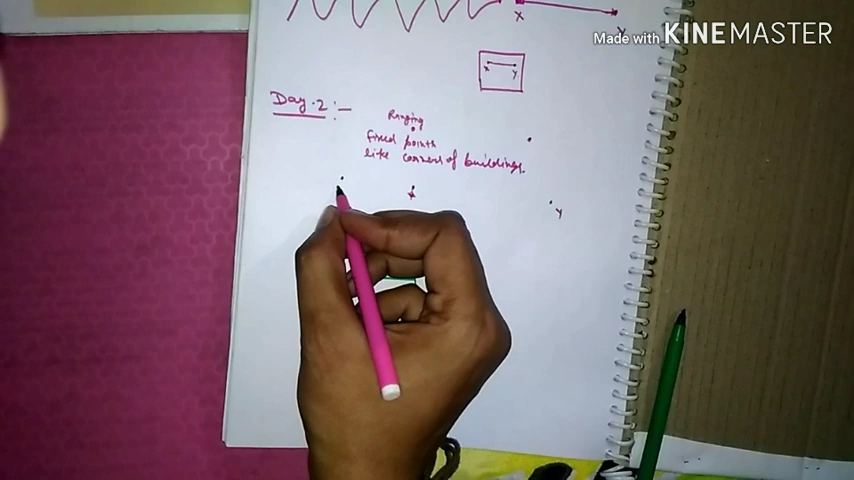 Made with KINEMASTER
X
Y
x y
Day.2 :-
Ranging
fixed points
like corners of buildings.
x
y